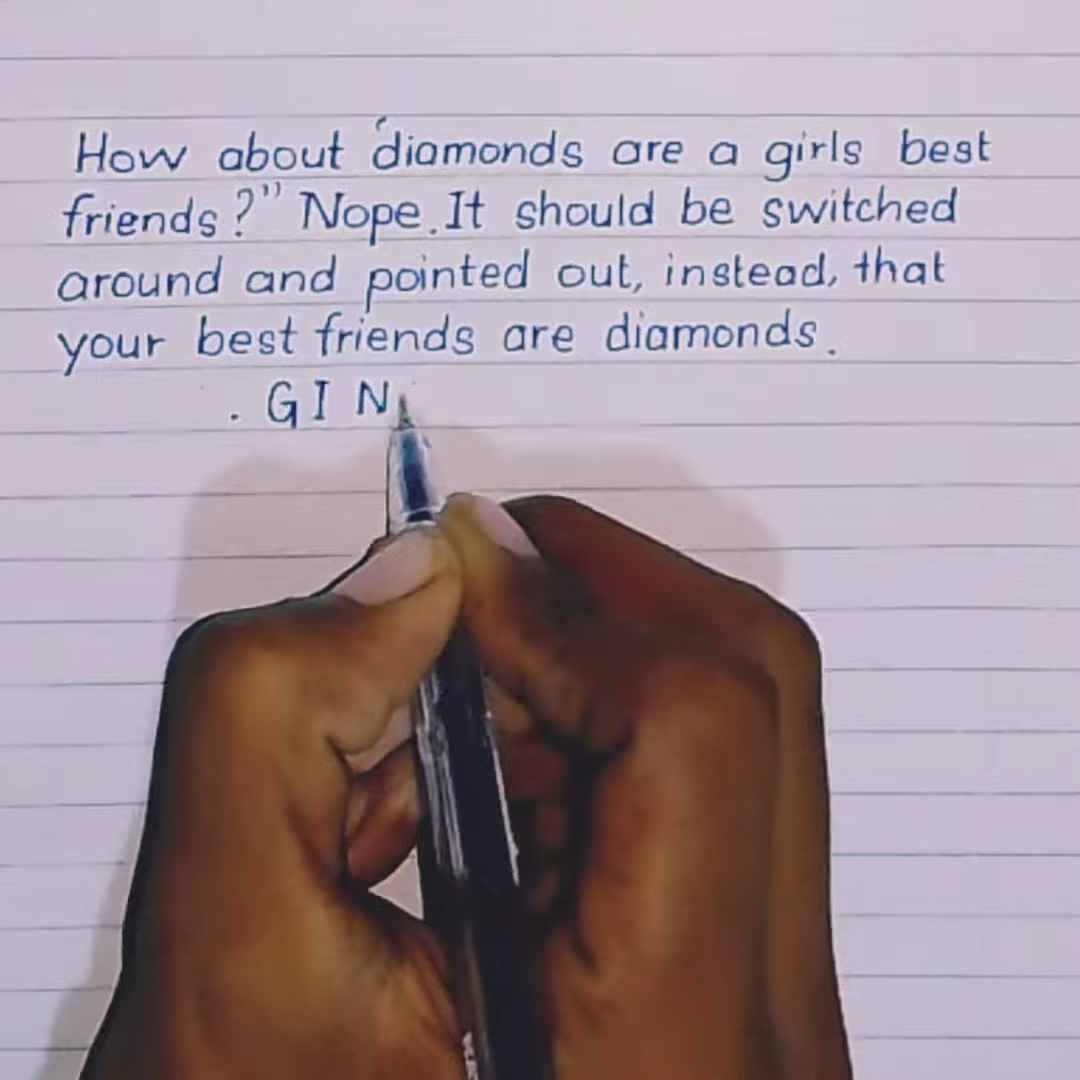 How about 'diamonds are a girls best
friends?" Nope. It should be switched
around and pointed out, instead, that
your best friends are diamonds.
. GIN